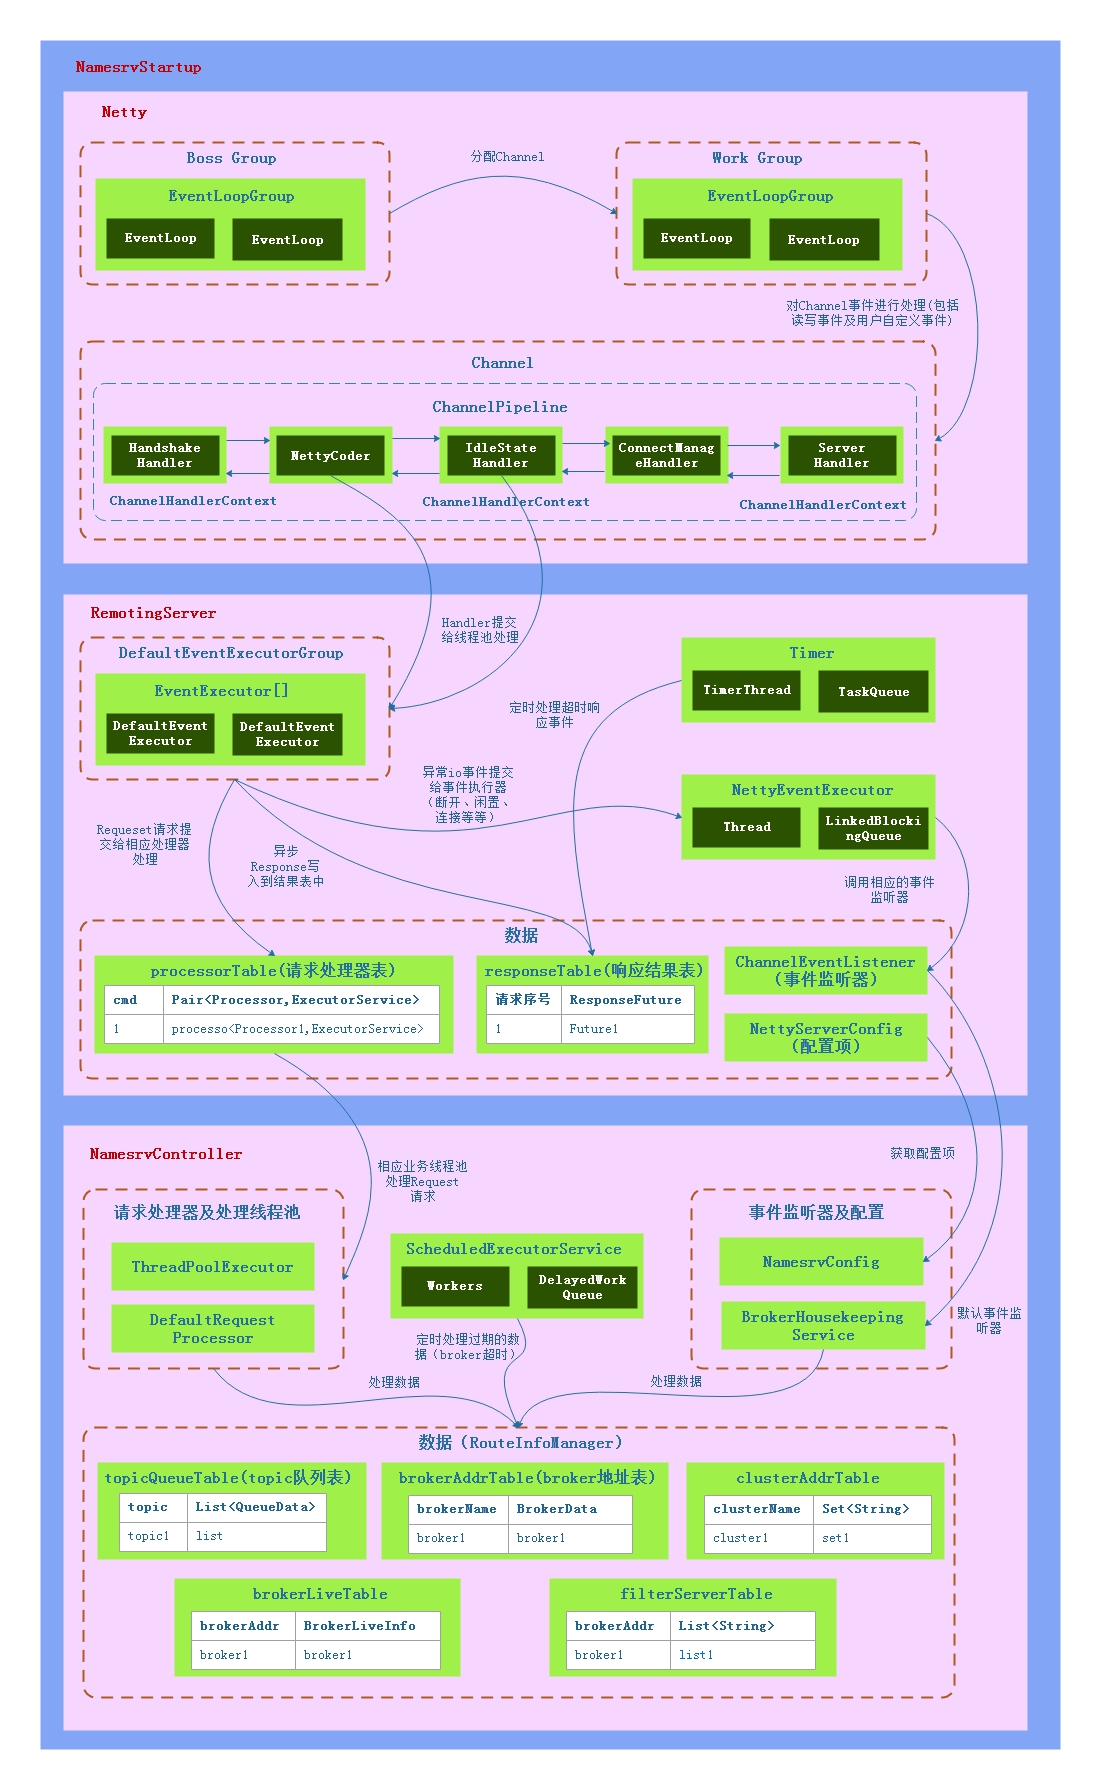 NamesrvStartup
Netty
Boss Group
分配Channel
Work Group
EventLoopGroup
EventLoop
EventLoop
EventLoopGroup
EventLoop
EventLoop
对Channel事件进行处理(包括
读写事件及用户自定义事件)
Channel
ChannelPipeline
Handshake
Handler
NettyCoder
IdleState
Handler
ConnectManag
eHandler
Server
Handler
ChannelHandlerContext
ChannelHandlerContext
ChannelHandlerContext
RemotingServer
Handler提交
给线程池处理
DefaultEventExecutorGroup
EventExecutor[]
DefaultEvent
Executor
DefaultEvent
Executor
Timer
TimerThread
TaskQueue
定时处理超时响
应事件
异常io事件提交
给事件执行器
（断开、闲置、
连接等等）
NettyEventExecutor
Thread
LinkedBlocki
ngQueue
Requeset请求提
交给相应处理器
处理
异步
Response写
入到结果表中
调用相应的事件
监听器
数据
processorTable(请求处理器表)
cmd
Pair<Processor,ExecutorService>
1
processo<Processor1,ExecutorService>
responseTable(响应结果表)
请求序号
ResponseFuture
1
Future1
ChannelEventListener
（事件监听器）
NettyServerConfig
（配置项）
NamesrvController
相应业务线程池
处理Request
请求
获取配置项
请求处理器及处理线程池
ThreadPoolExecutor
DefaultRequest
Processor
ScheduledExecutorService
Workers
DelayedWork
Queue
事件监听器及配置
NamesrvConfig
BrokerHousekeeping
Service
默认事件监
听器
定时处理过期的数
据（broker超时）
处理数据
处理数据
数据（RouteInfoManager）
topicQueueTable(topic队列表)
topic
List<QueueData>
topic1
list
brokerAddrTable(broker地址表)
brokerName
BrokerData
broker1
broker1
clusterAddrTable
clusterName
Set<String>
cluster1
set1
brokerLiveTable
brokerAddr
BrokerLiveInfo
broker1
broker1
filterServerTable
brokerAddr
List<String>
broker1
list1